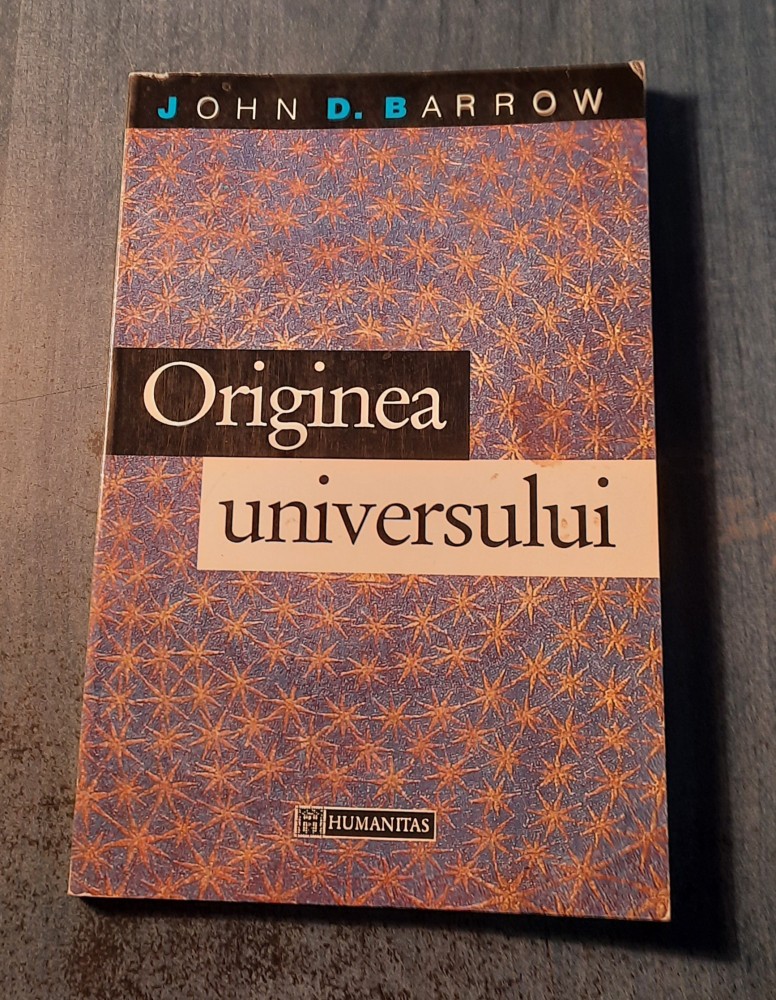 JOHN D. BARROW
Originea
universului
HUMANITAS